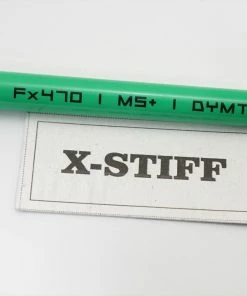 Fx470 | MS+ | DYMT
X-STIFF